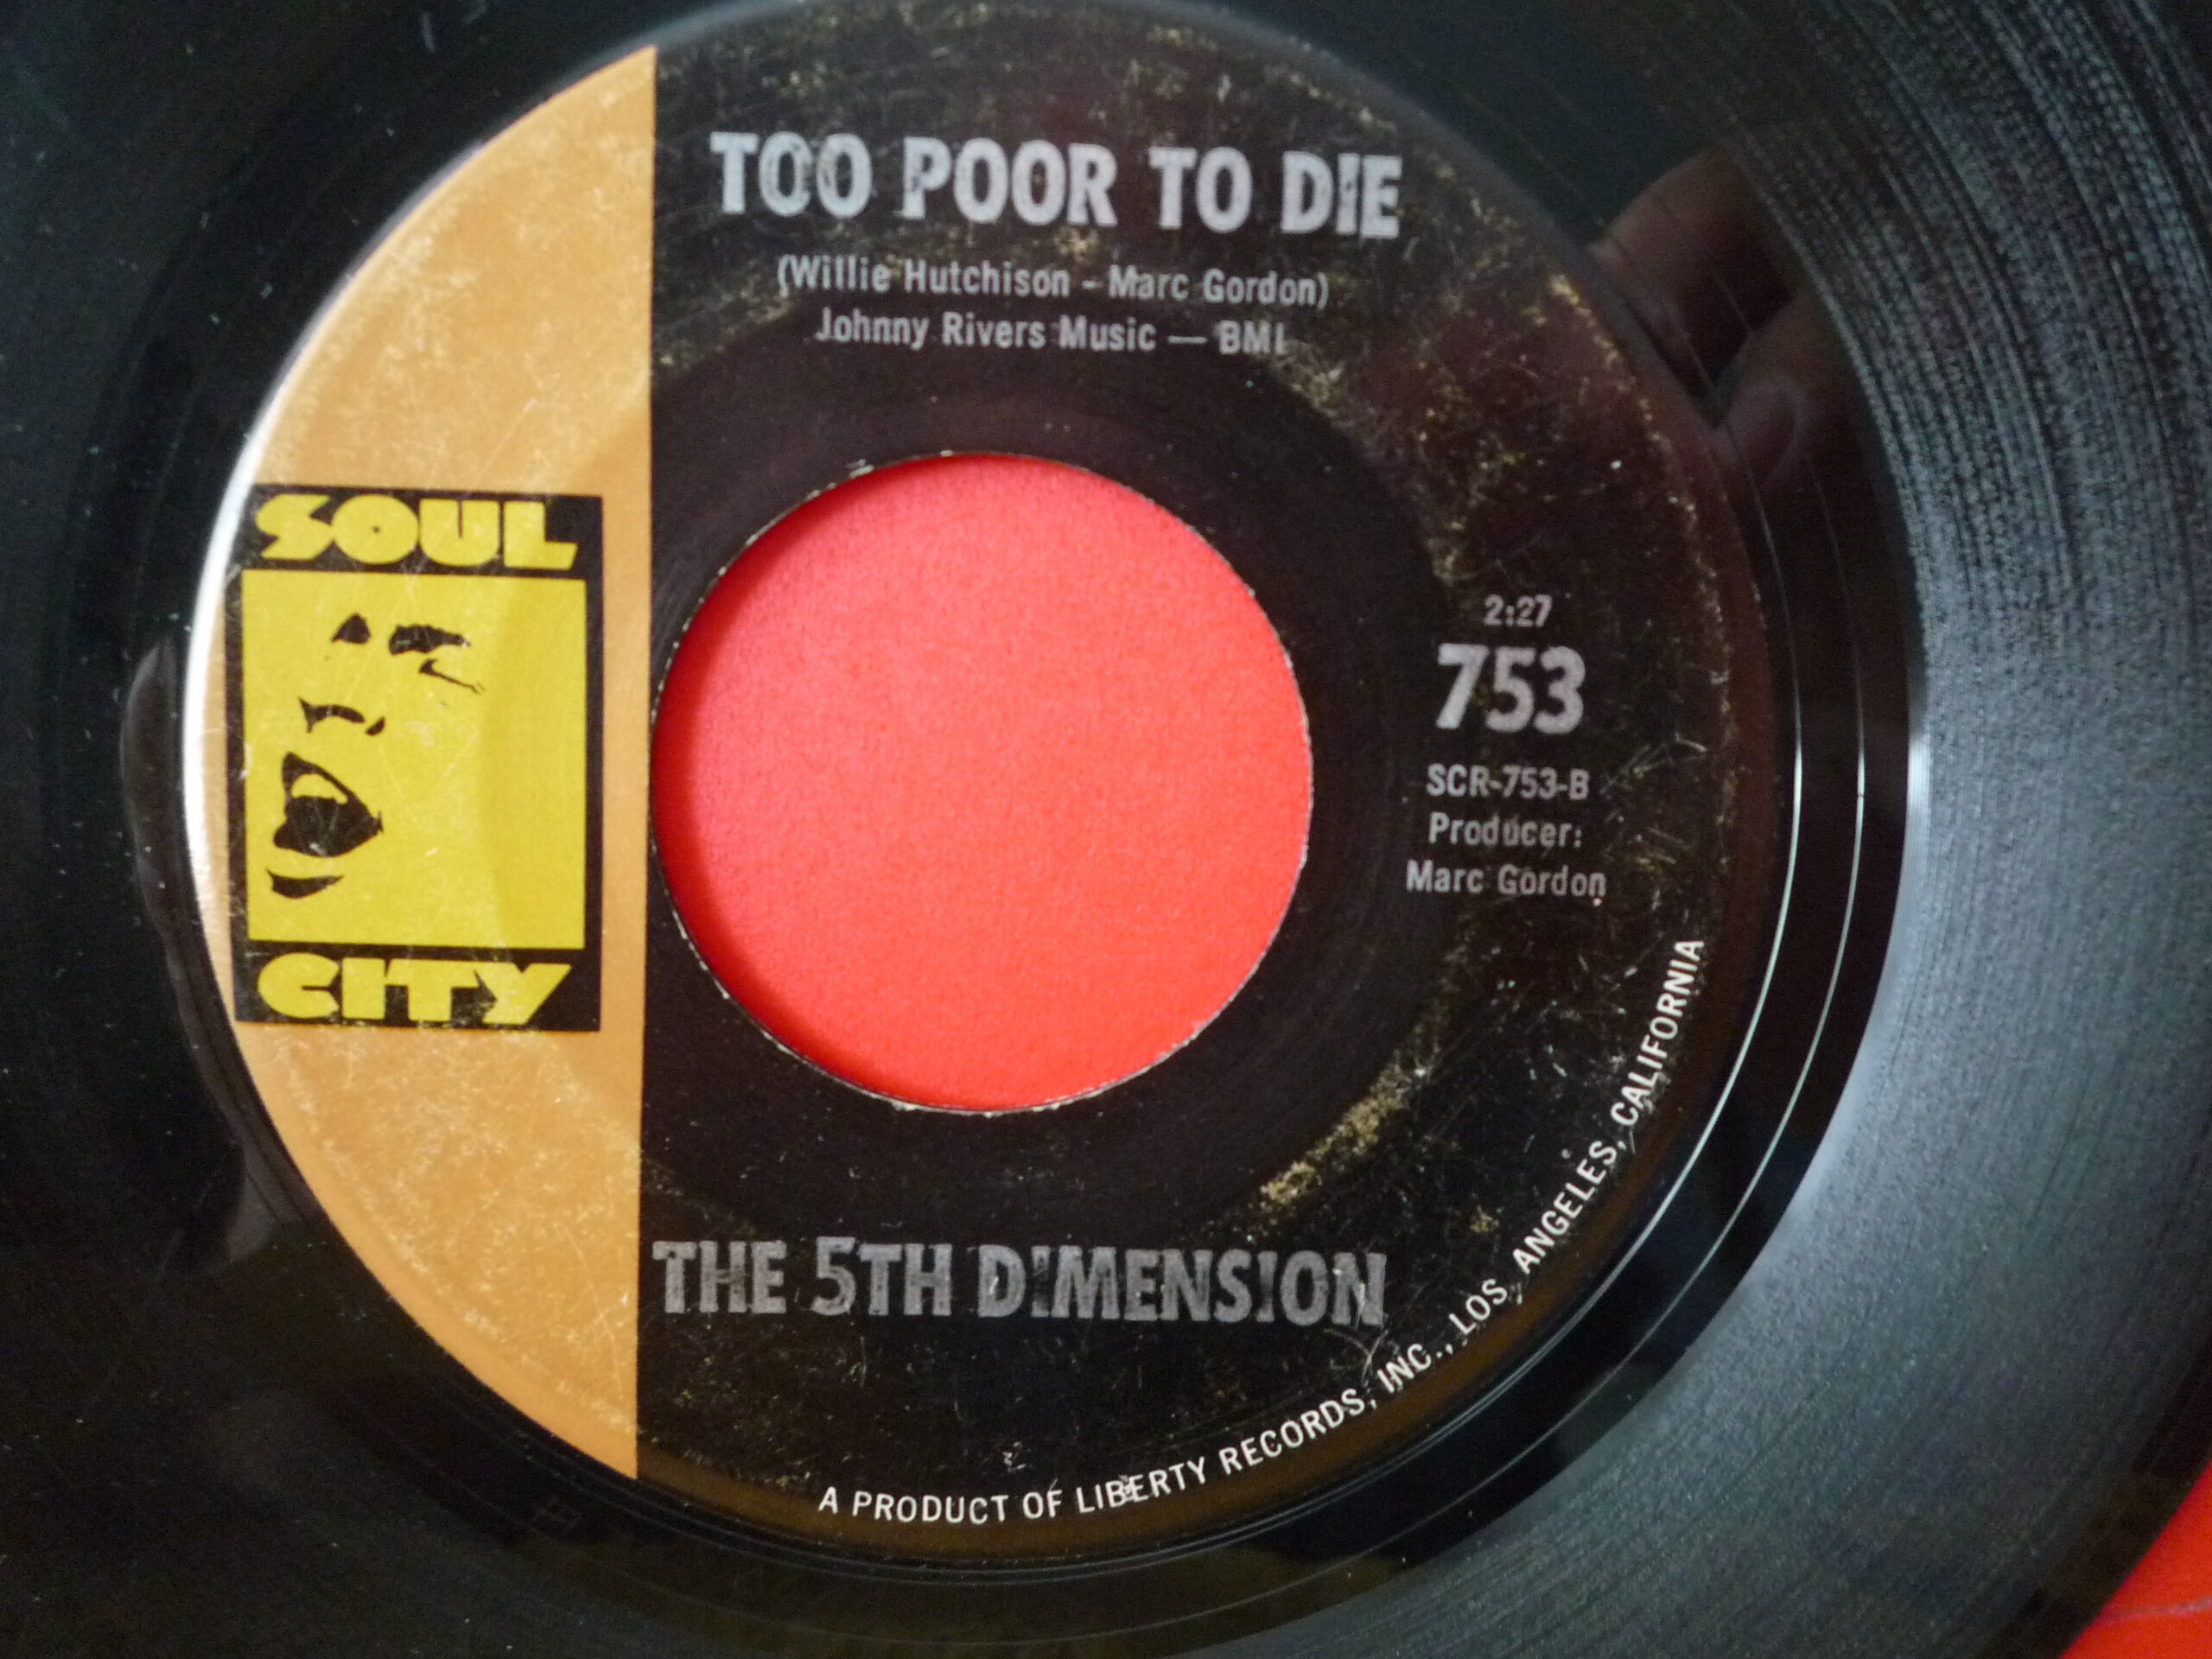 TOO POOR TO DIE
(Willie Hutchison - Marc Gordon)
Johnny Rivers Music — BMI
SOUL
CITY
2:27
753
SCR-753-B
Producer:
Marc Gordon
THE 5TH DIMENSION
A PRODUCT OF LIBERTY RECORDS, INC., LOS ANGELES, CALIFORNIA